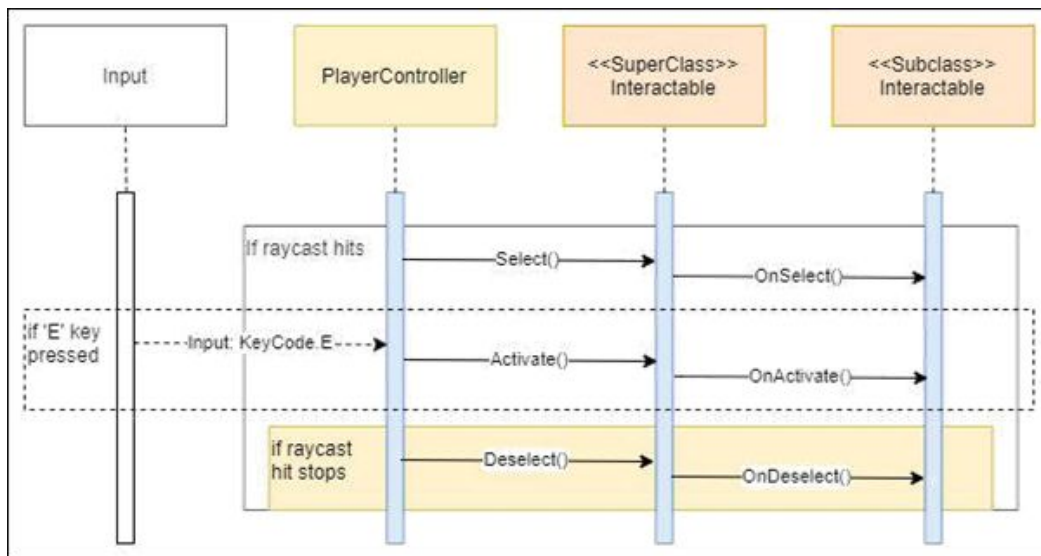 Input
PlayerController
<<SuperClass>>
Interactable
<<Subclass>>
Interactable
If raycast hits
Select()
OnSelect()
if 'E' key
pressed
Input: KeyCode.E
Activate()
OnActivate()
if raycast
hit stops
Deselect()
OnDeselect()